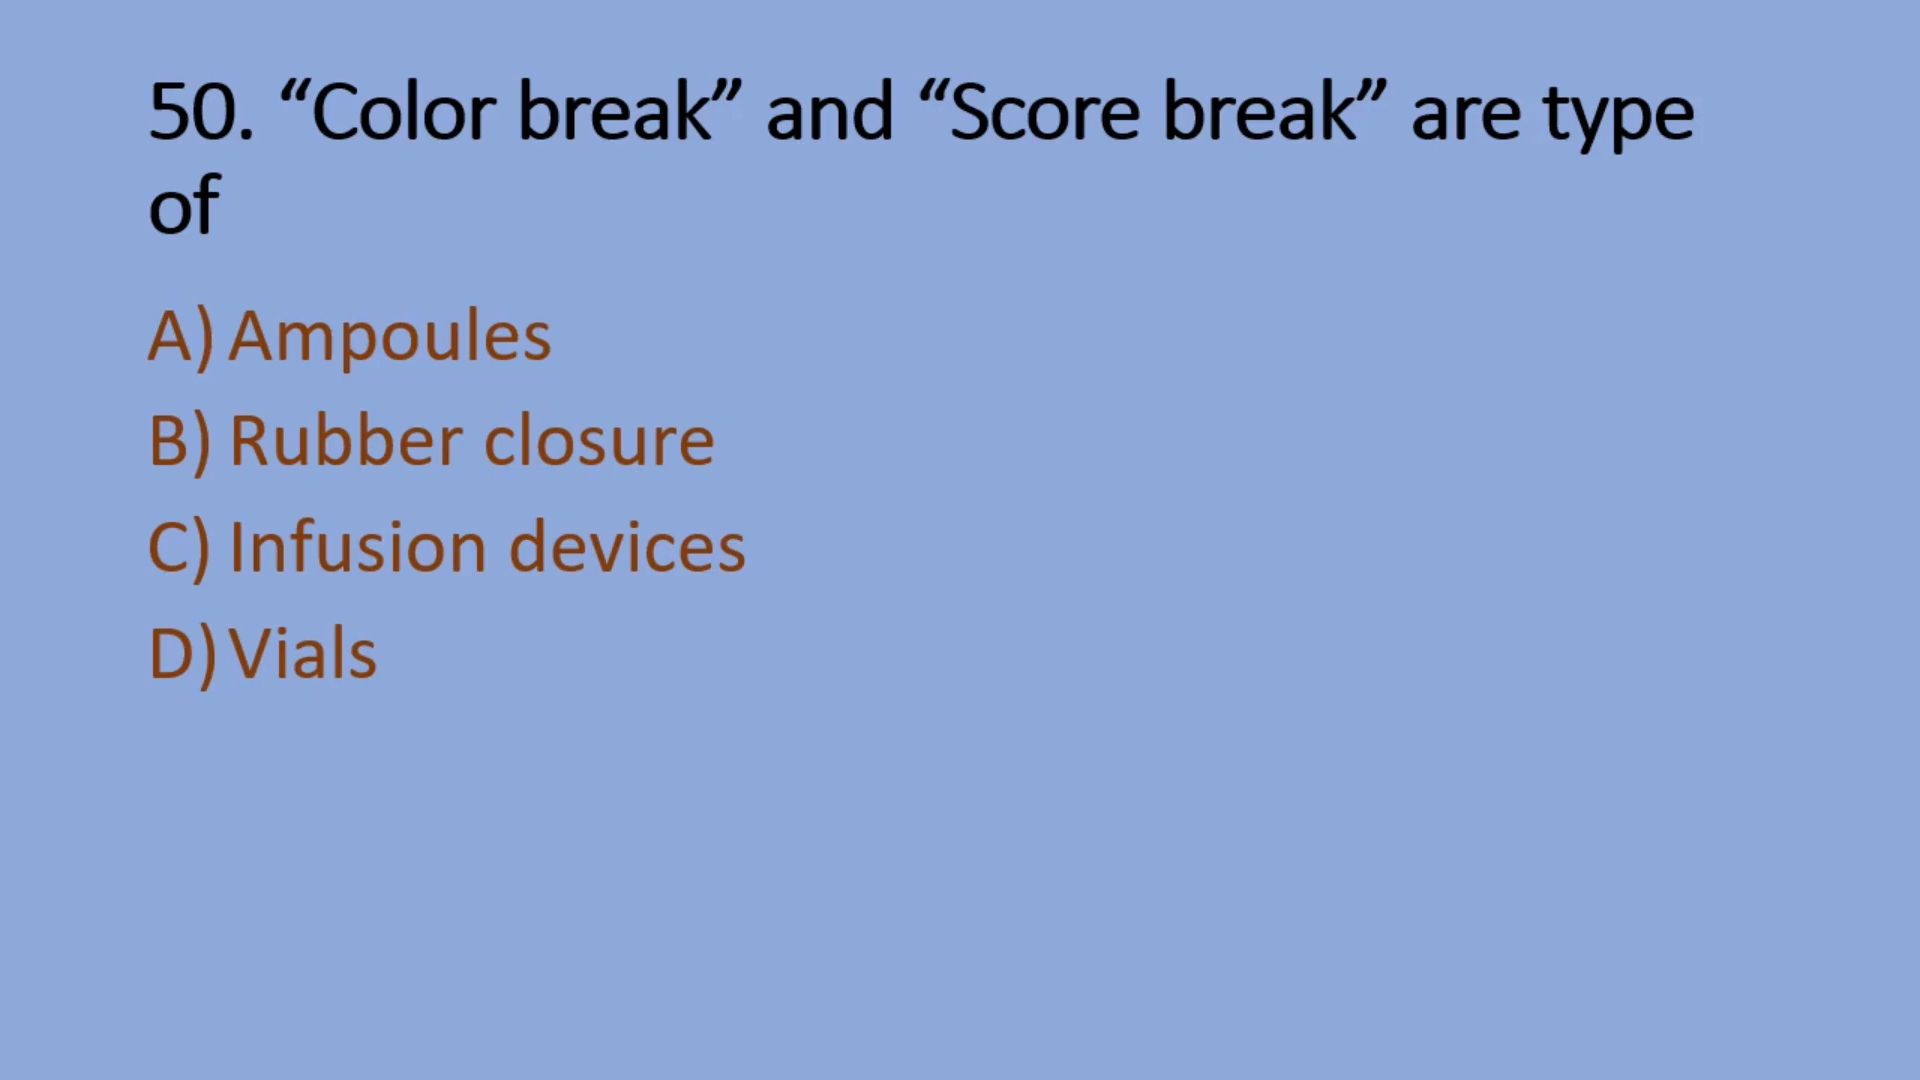 50. “Color break” and “Score break” are type
of
A) Ampoules
B) Rubber closure
C) Infusion devices
D) Vials